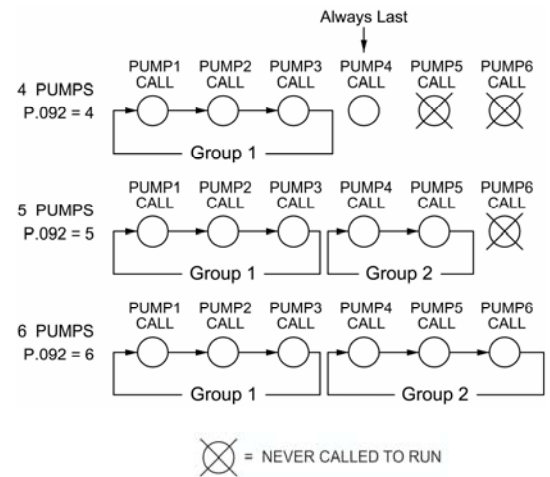 Always Last
PUMP1 PUMP2 PUMP3 PUMP4 PUMP5 PUMP6
CALL CALL CALL CALL CALL CALL
4 PUMPS
P.092 = 4
Group 1
PUMP1 PUMP2 PUMP3 PUMP4 PUMP5 PUMP6
CALL CALL CALL CALL CALL CALL
5 PUMPS
P.092 = 5
Group 1 Group 2
PUMP1 PUMP2 PUMP3 PUMP4 PUMP5 PUMP6
CALL CALL CALL CALL CALL CALL
6 PUMPS
P.092 = 6
Group 1 Group 2
= NEVER CALLED TO RUN